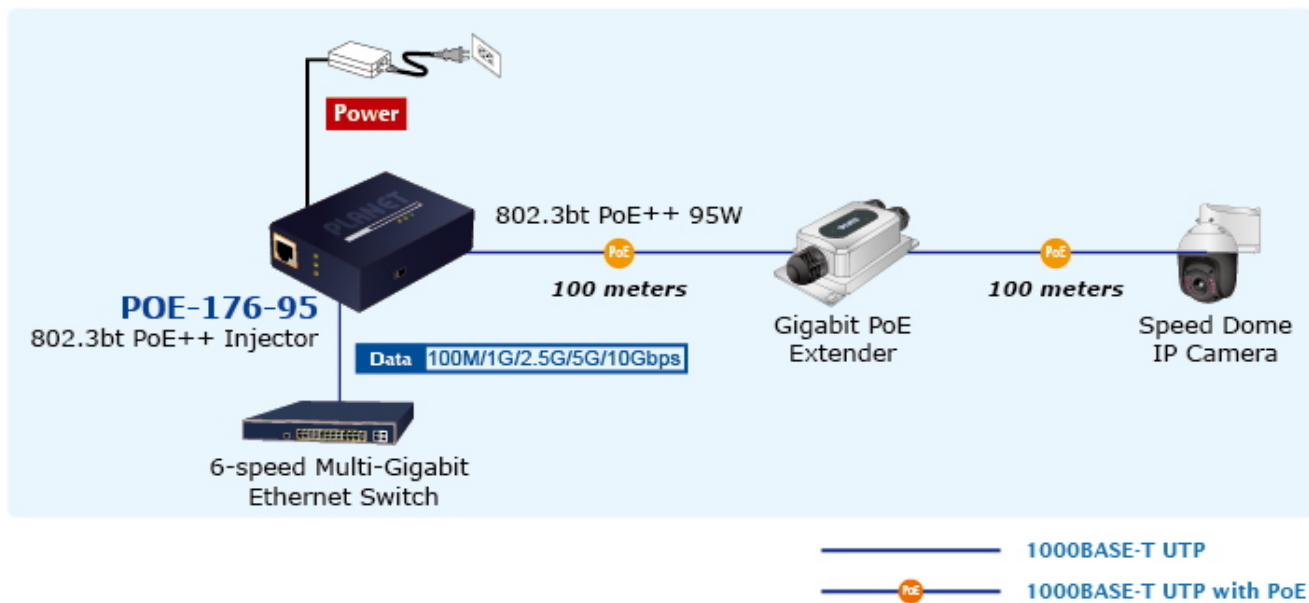 Power
PLANET
802.3bt PoE++ 95W
PoE
PoE
100 meters
100 meters
POE-176-95
802.3bt PoE++ Injector
Gigabit PoE
Extender
Speed Dome
IP Camera
Data 100M/1G/2.5G/5G/10Gbps
6-speed Multi-Gigabit
Ethernet Switch
1000BASE-T UTP
PoE
1000BASE-T UTP with PoE